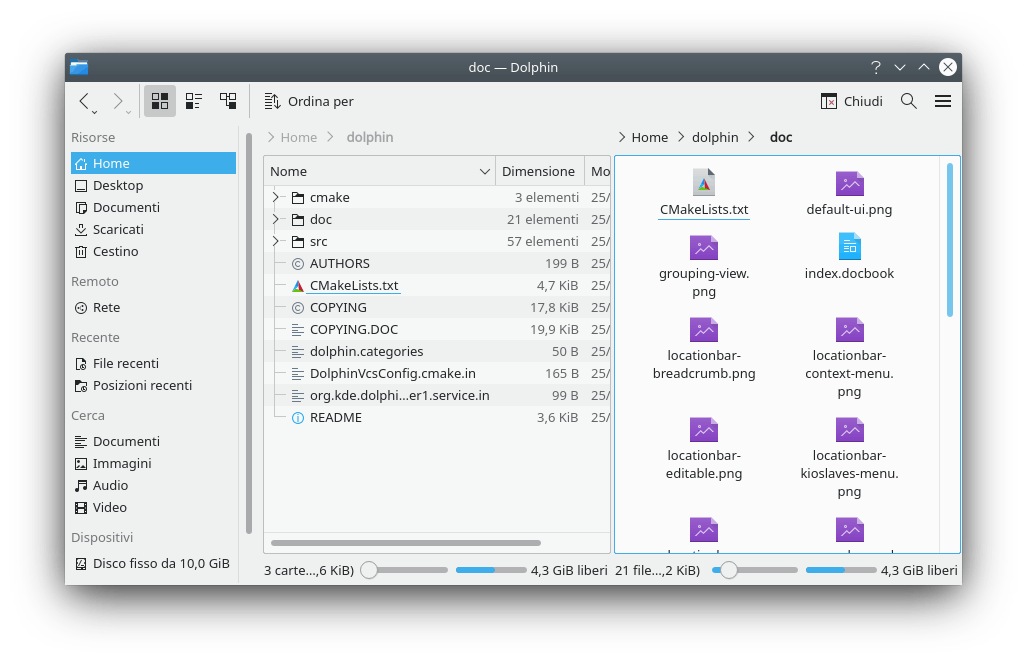 doc — Dolphin
Ordina per
Chiudi
Risorse
Home
Desktop
Documenti
Scaricati
Cestino
Remoto
Rete
Recente
File recenti
Posizioni recenti
Cerca
Documenti
Immagini
Audio
Video
Dispositivi
Disco fisso da 10,0 GiB
Home dolphin
Nome Dimensione Mo
cmake 3 elementi 25/
doc 21 elementi 25/
src 57 elementi 25/
AUTHORS 199 B 25/
CMakeLists.txt 4,7 KiB 25/
COPYING 17,8 KiB 25/
COPYING.DOC 19,9 KiB 25/
dolphin.categories 50 B 25/
DolphinVcsConfig.cmake.in 165 B 25/
org.kde.dolphi...er1.service.in 99 B 25/
README 3,6 KiB 25/
3 carte...,6 KiB) 4,3 GiB liberi
Home dolphin doc
CMakeLists.txt
default-ui.png
grouping-view.
png
index.docbook
locationbar-
breadcrumb.png
locationbar-
context-menu.
png
locationbar-
editable.png
locationbar-
kioslaves-menu.
png
21 file...,2 KiB) 4,3 GiB liberi